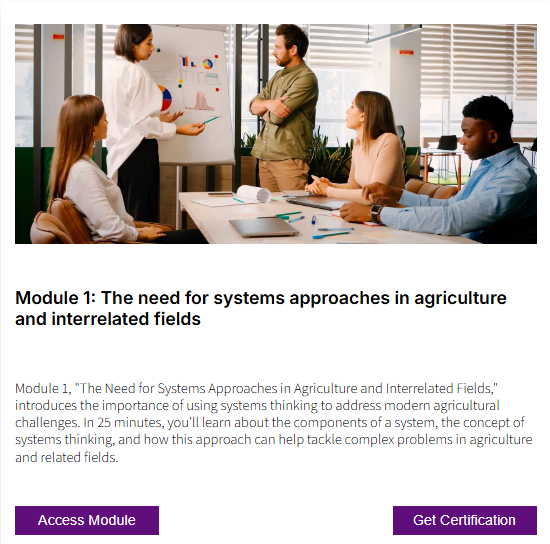 Module 1: The need for systems approaches in agriculture
and interrelated fields
Module 1, "The Need for Systems Approaches in Agriculture and Interrelated Fields,"
introduces the importance of using systems thinking to address modern agricultural
challenges. In 25 minutes, you'll learn about the components of a system, the concept of
systems thinking, and how this approach can help tackle complex problems in agriculture
and related fields.
Access Module
Get Certification